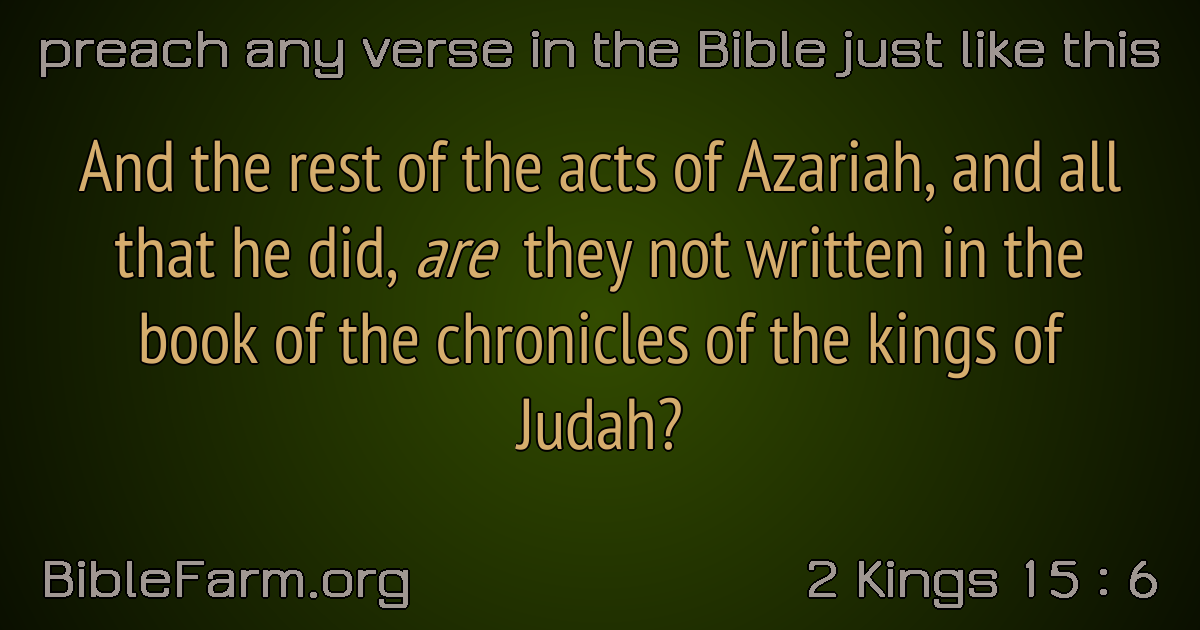 preach any verse in the Bible just like this
And the rest of the acts of Azariah, and all
that he did, are they not written in the
book of the chronicles of the kings of
Judah?
BibleFarm.org
2 Kings 15 : 6